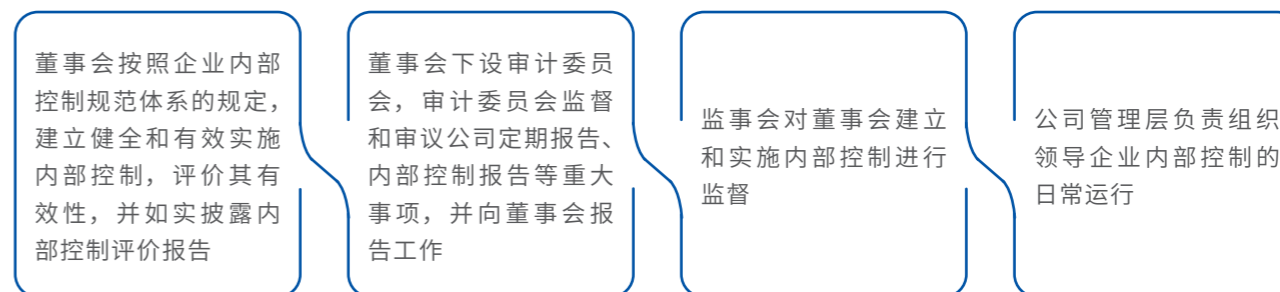 董事会按照企业内部
控制规范体系的规定，
建立健全和有效实施
内部控制，评价其有
效性，并如实披露内
部控制评价报告
董事会下设审计委员
会，审计委员会监督
和审议公司定期报告、
内部控制报告等重大
事项，并向董事会报
告工作
监事会对董事会建立
和实施内部控制进行
监督
公司管理层负责组织
领导企业内部控制的
日常运行